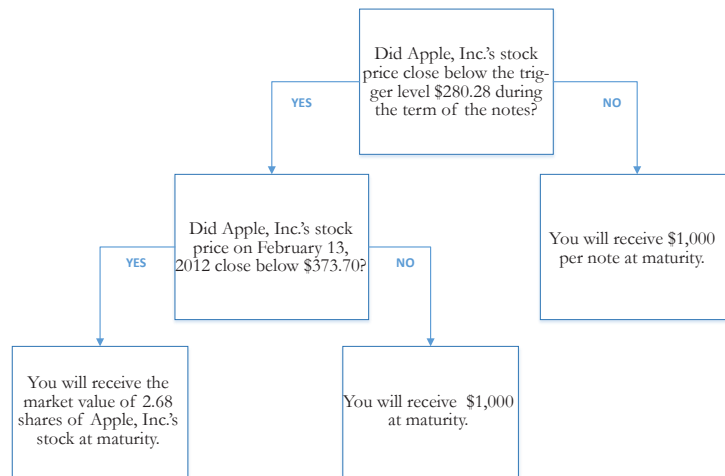 Did Apple, Inc.'s stock
price close below the trig-
ger level $280.28 during
the term of the notes?
YES
NO
Did Apple, Inc.'s stock
price on February 13,
2012 close below $373.70?
You will receive $1,000
per note at maturity.
YES
NO
You will receive the
market value of 2.68
shares of Apple, Inc.'s
stock at maturity.
You will receive $1,000
at maturity.